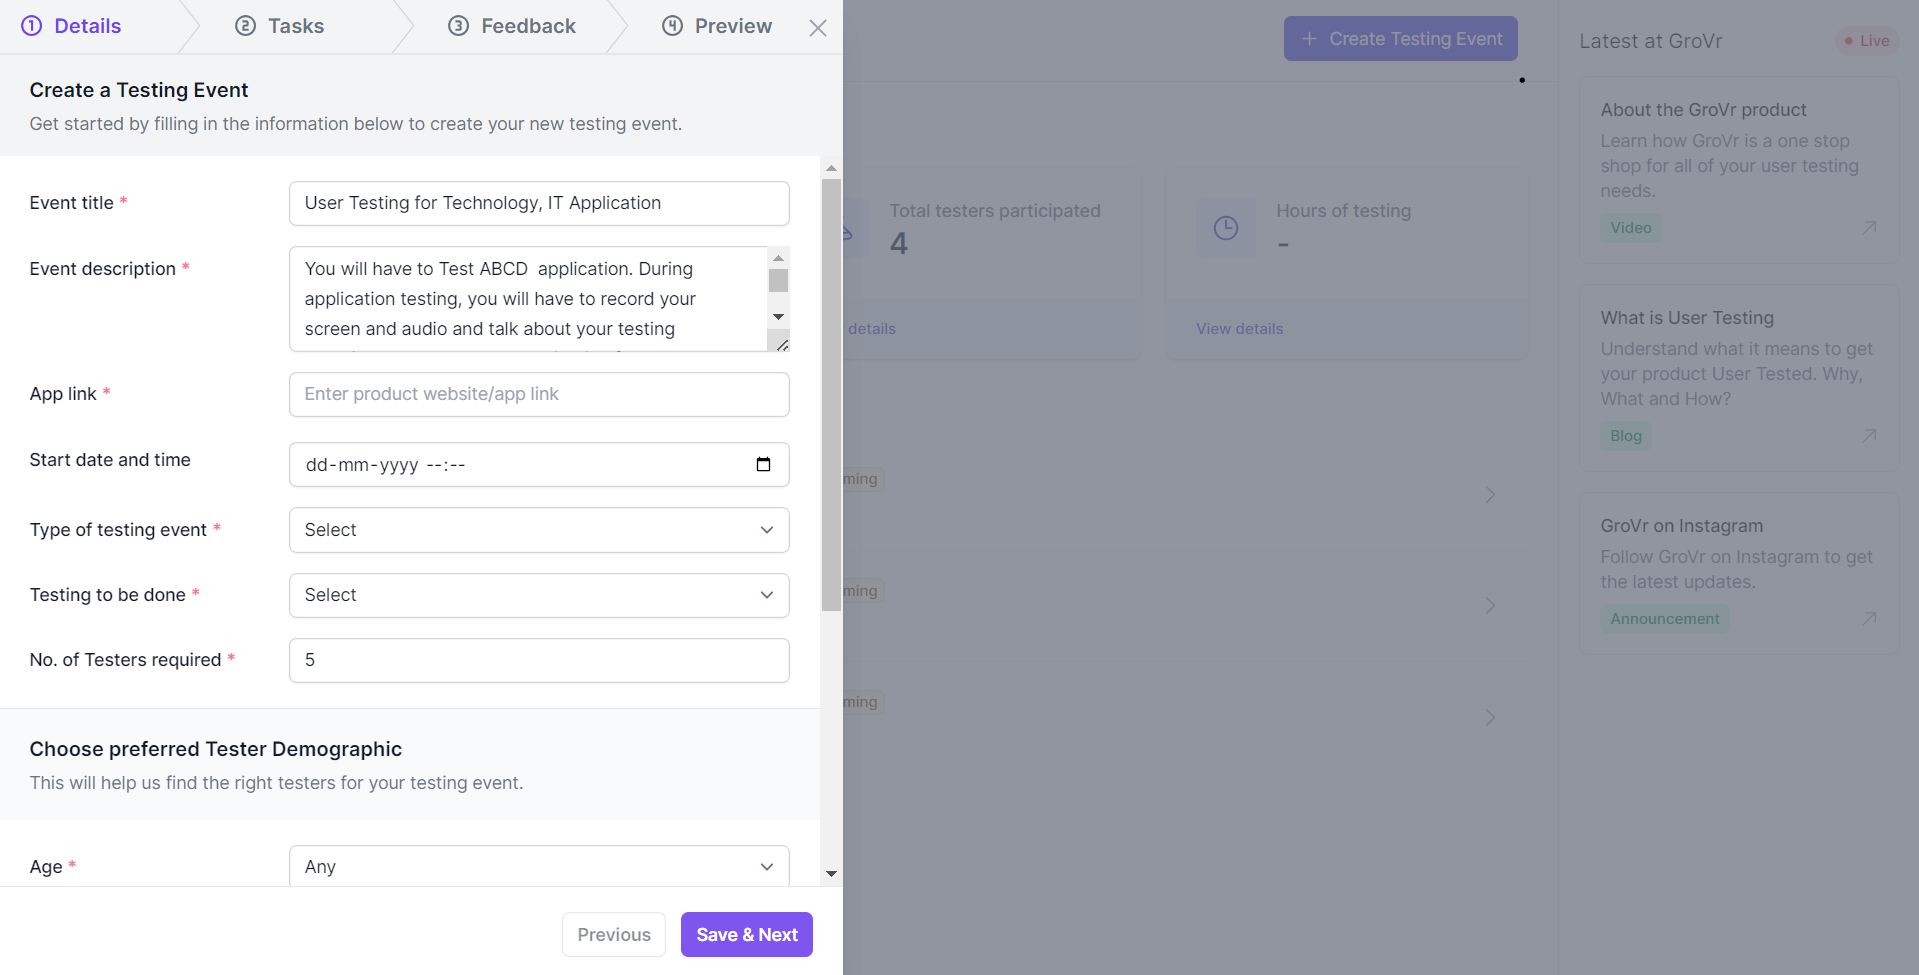 1 Details
2 Tasks
3 Feedback
4 Preview
Create a Testing Event
Get started by filling in the information below to create your new testing event.
Event title *
User Testing for Technology, IT Application
Event description *
You will have to Test ABCD  application. During
application testing, you will have to record your
screen and audio and talk about your testing
App link *
Enter product website/app link
Start date and time
dd-mm-yyyy --:--
Type of testing event *
Select
Testing to be done *
Select
No. of Testers required *
5
Choose preferred Tester Demographic
This will help us find the right testers for your testing event.
Age *
Any
Previous
Save & Next
+ Create Testing Event
Total testers participated
4
details
Hours of testing
-
View details
ming
ming
ming
Latest at GroVr
Live
About the GroVr product
Learn how GroVr is a one stop
shop for all of your user testing
needs.
Video
What is User Testing
Understand what it means to get
your product User Tested. Why,
What and How?
Blog
GroVr on Instagram
Follow GroVr on Instagram to get
the latest updates.
Announcement